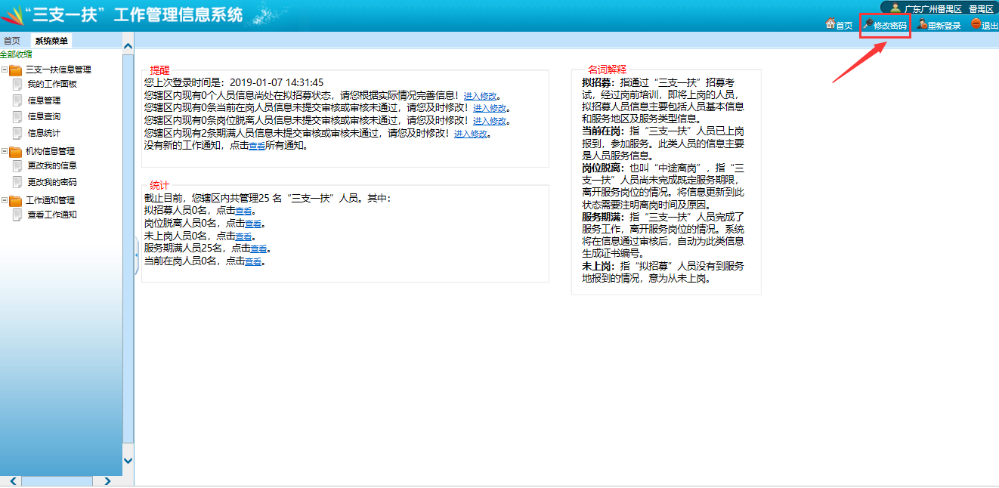 “三支一扶”工作管理信息系统
广东广州番禺区 番禺区
首页 修改密码 重新登录 退出
首页 系统菜单
全部收缩
三支一扶信息管理
我的工作面板
信息管理
信息查询
信息统计
机构信息管理
更改我的信息
更改我的密码
工作通知管理
查看工作通知
提醒
您上次登录时间是：2019-01-07 14:31:45
您辖区内现有0个人员信息尚处在拟招募状态，请您根据实际情况完善信息！进入修改。
您辖区内现有0条当前在岗人员信息未提交审核或审核未通过，请您及时修改！进入修改。
您辖区内现有0条岗位脱离人员信息未提交审核或审核未通过，请您及时修改！进入修改。
您辖区内现有2条期满人员信息未提交审核或审核未通过，请您及时修改！进入修改。
没有新的工作通知，点击查看所有通知。
统计
截止目前，您辖区内共管理25 名“三支一扶”人员。其中：
拟招募人员0名，点击查看。
岗位脱离人员0名，点击查看。
未上岗人员0名，点击查看。
服务期满人员25名，点击查看。
当前在岗人员0名，点击查看。
名词解释
拟招募：指通过“三支一扶”招募考
试，经过岗前培训，即将上岗的人员，
拟招募人员信息主要包括人员基本信息
和服务地区及服务类型信息。
当前在岗：指“三支一扶”人员已上岗
报到，参加服务。此类人员的信息主要
是人员服务信息。
岗位脱离：也叫“中途离岗”，指“三
支一扶”人员尚未完成既定服务期限，
离开服务岗位的情况。将信息更新到此
状态需要注明离岗时间及原因。
服务期满：指“三支一扶”人员完成了
服务工作，离开服务岗位的情况。系统
将在信息通过审核后，自动为此类信息
生成证书编号。
未上岗：指“拟招募”人员没有到服务
地报到的情况，意为从未上岗。